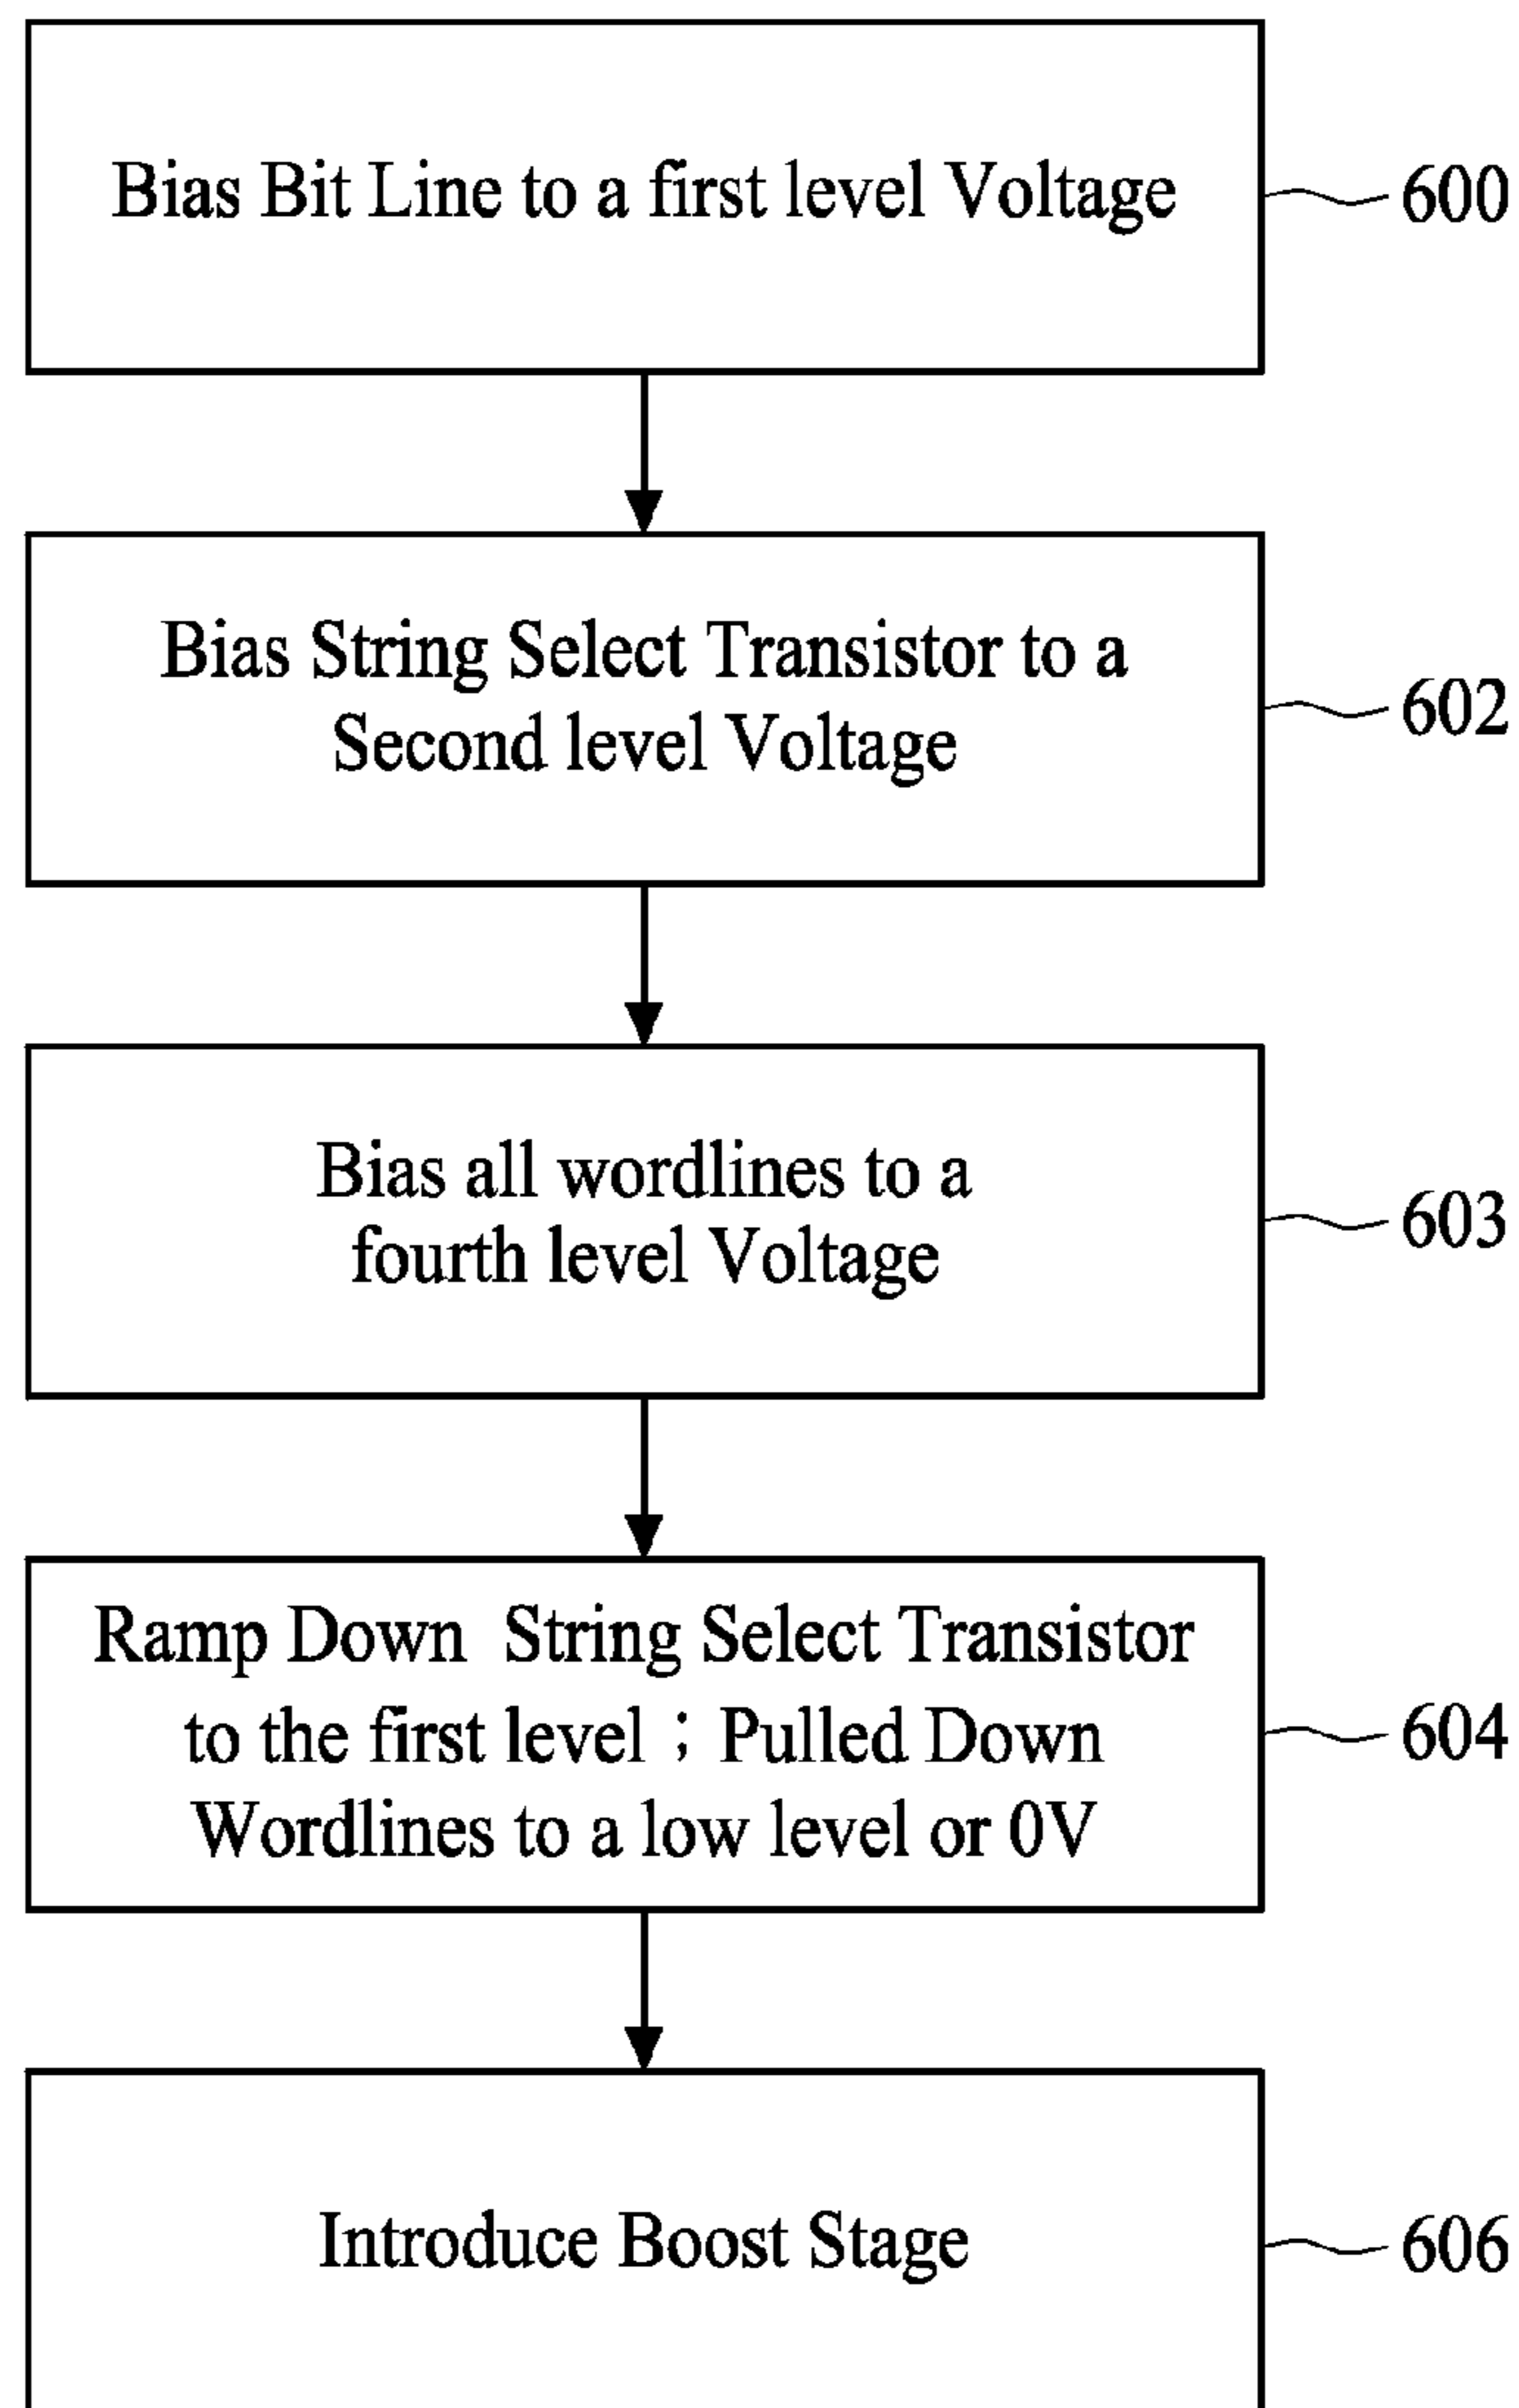 Bias Bit Line to a first level Voltage
600
Bias String Select Transistor to a
Second level Voltage
602
Bias all wordlines to a
fourth level Voltage
603
Ramp Down String Select Transistor
to the first level ; Pulled Down
Wordlines to a low level or 0V
604
Introduce Boost Stage
606